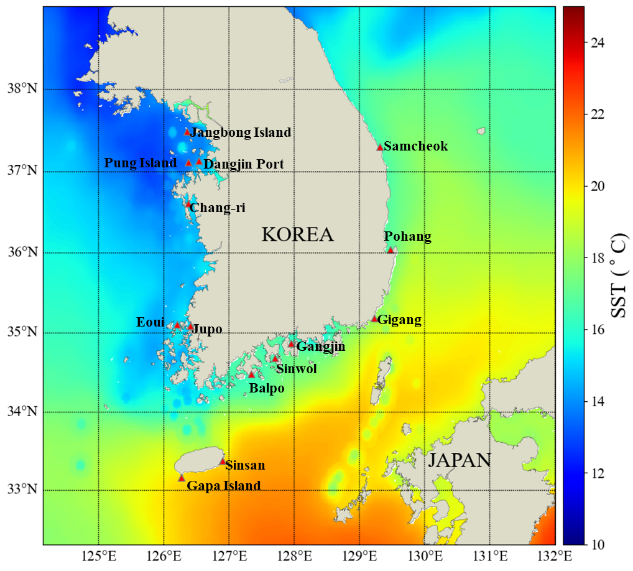 24
38°N
22
Jangbong Island
Samcheok
Pung Island
Dangjin Port
37°N
20
Chang-ri
KOREA
Pohang
36°N
18
SST ( ° C)
Eoui
Jupo
Gigang
35°N
16
Gangjin
Sinwol
Balpo
34°N
14
JAPAN
Sinsan
12
33°N
Gapa Island
10
125°E
126°E
127°E
128°E
129°E
130°E
131°E
132°E